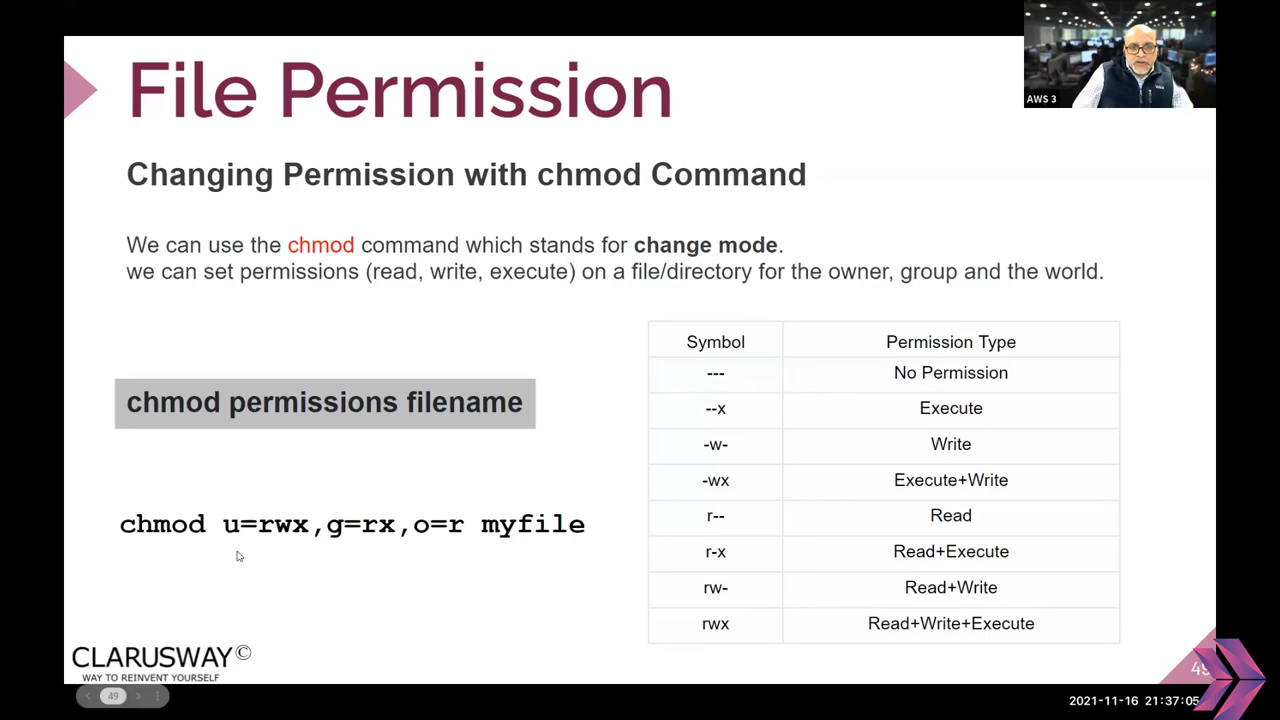 File Permission
AWS 3
Changing Permission with chmod Command
We can use the chmod command which stands for change mode.
we can set permissions (read, write, execute) on a file/directory for the owner, group and the world.
chmod permissions filename
chmod u=rwx,g=rx,o=r myfile
Symbol Permission Type
--- No Permission
--x Execute
-w- Write
-wx Execute+Write
r-- Read
r-x Read+Execute
rw- Read+Write
rwx Read+Write+Execute
CLARUSWAY©
WAY TO REINVENT YOURSELF
49
2021-11-16 21:37:05